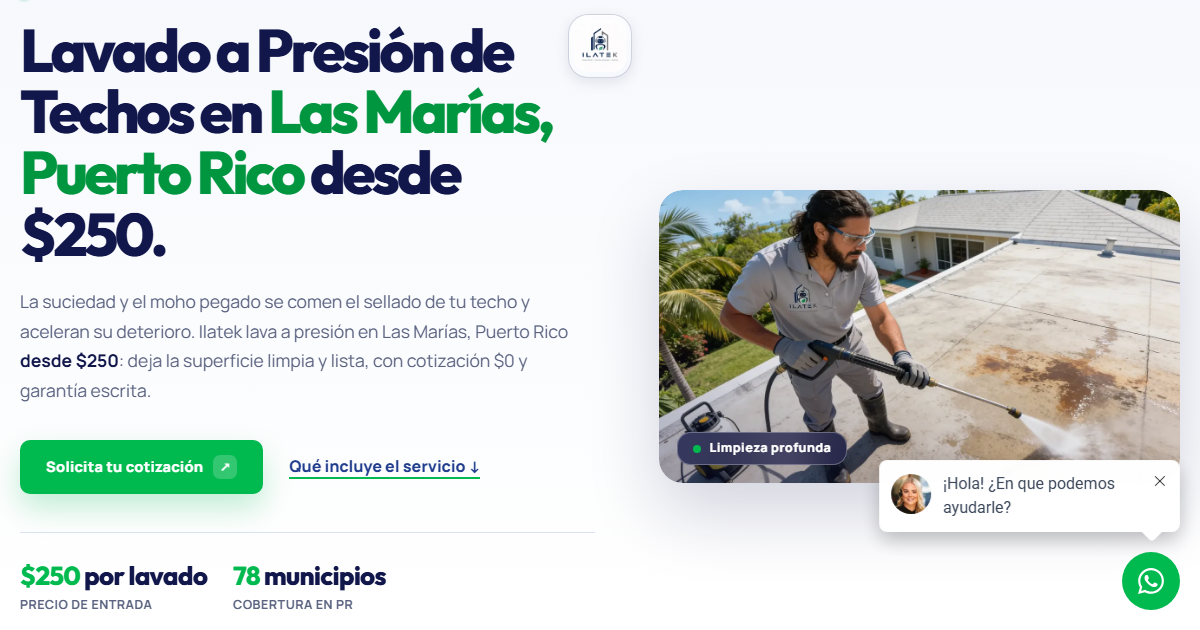 Lavado a Presión de
Techos en Las Marías,
Puerto Rico desde
$250.
ILATEK
La suciedad y el moho pegado se comen el sellado de tu techo y
aceleran su deterioro. Ilatek lava a presión en Las Marías, Puerto Rico
desde $250: deja la superficie limpia y lista, con cotización $0 y
garantía escrita.
Solicita tu cotización ↗
Qué incluye el servicio ↓
$250 por lavado
PRECIO DE ENTRADA
78 municipios
COBERTURA EN PR
ILATEK
Limpieza profunda
¡Hola! ¿En que podemos
ayudarle?